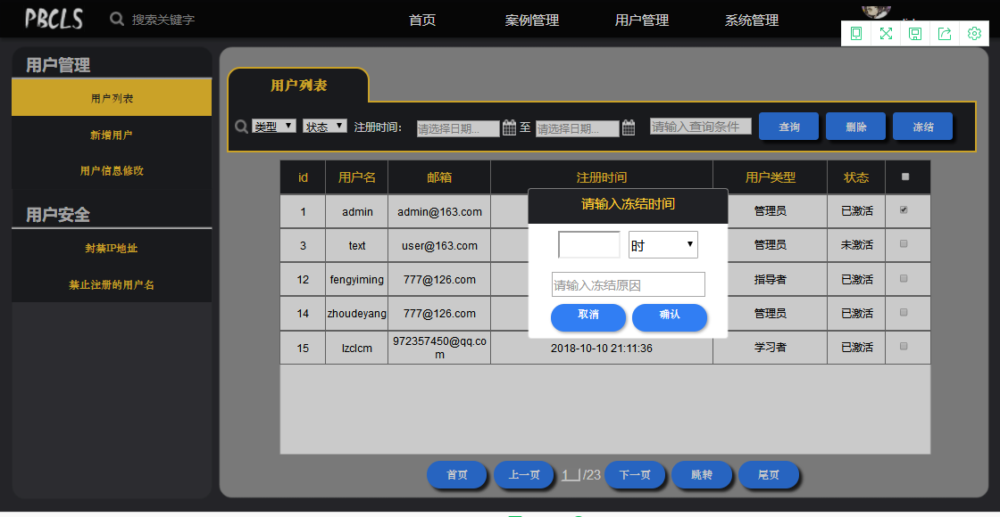 PBCLS 搜索关键字 首页 案例管理 用户管理 系统管理
用户管理
用户列表
新增用户
用户信息修改
用户安全
封禁IP地址
禁止注册的用户名
用户列表
类型 状态 注册时间： 请选择日期... 至 请选择日期... 请输入查询条件 查询 删除 冻结
id 用户名 邮箱 注册时间 用户类型 状态
1 admin admin@163.com 管理员 已激活
3 text user@163.com 管理员 未激活
12 fengyiming 777@126.com 指导者 已激活
14 zhoudeyang 777@126.com 管理员 已激活
15 lzclcm 972357450@qq.co
m 2018-10-10 21:11:36 学习者 已激活
请输入冻结时间
时
请输入冻结原因
取消 确认
首页 上一页 1 /23 下一页 跳转 尾页